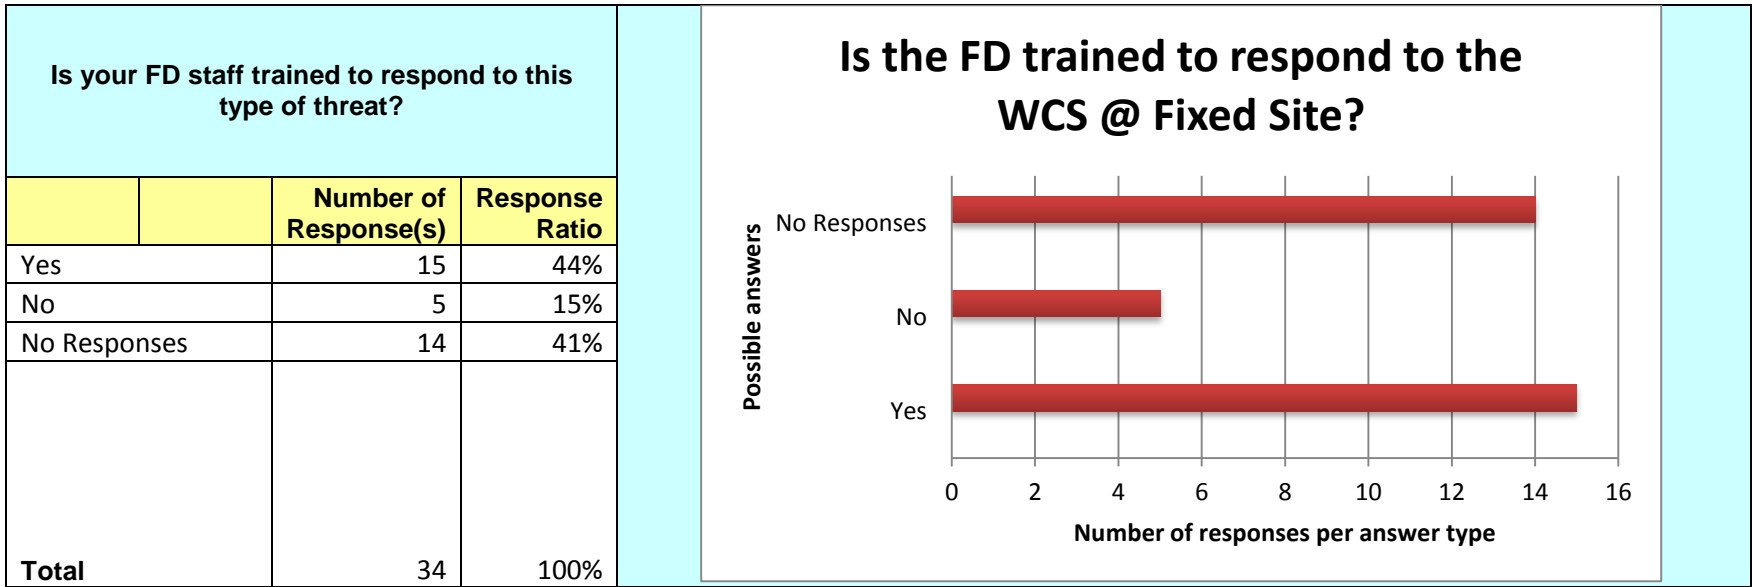 Is your FD staff trained to respond to this
type of threat?
Number of
Response(s)
Response
Ratio
Yes 15 44%
No 5 15%
No Responses 14 41%
Total 34 100%
Is the FD trained to respond to the
WCS @ Fixed Site?
Possible answers
No Responses
No
Yes
0 2 4 6 8 10 12 14 16
Number of responses per answer type